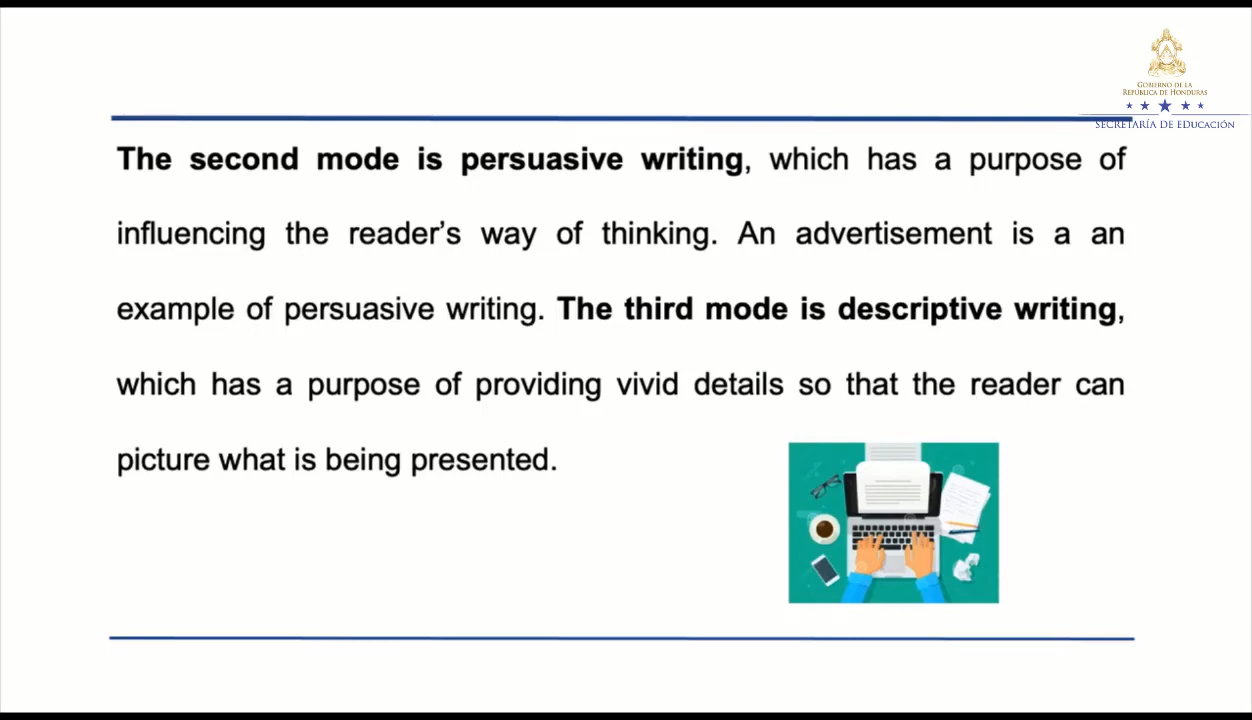 GOBIERNO DE LA
REPÚBLICA DE HONDURAS
SECRETARÍA DE EDUCACIÓN
The second mode is persuasive writing, which has a purpose of
influencing the reader's way of thinking. An advertisement is a an
example of persuasive writing. The third mode is descriptive writing,
which has a purpose of providing vivid details so that the reader can
picture what is being presented.